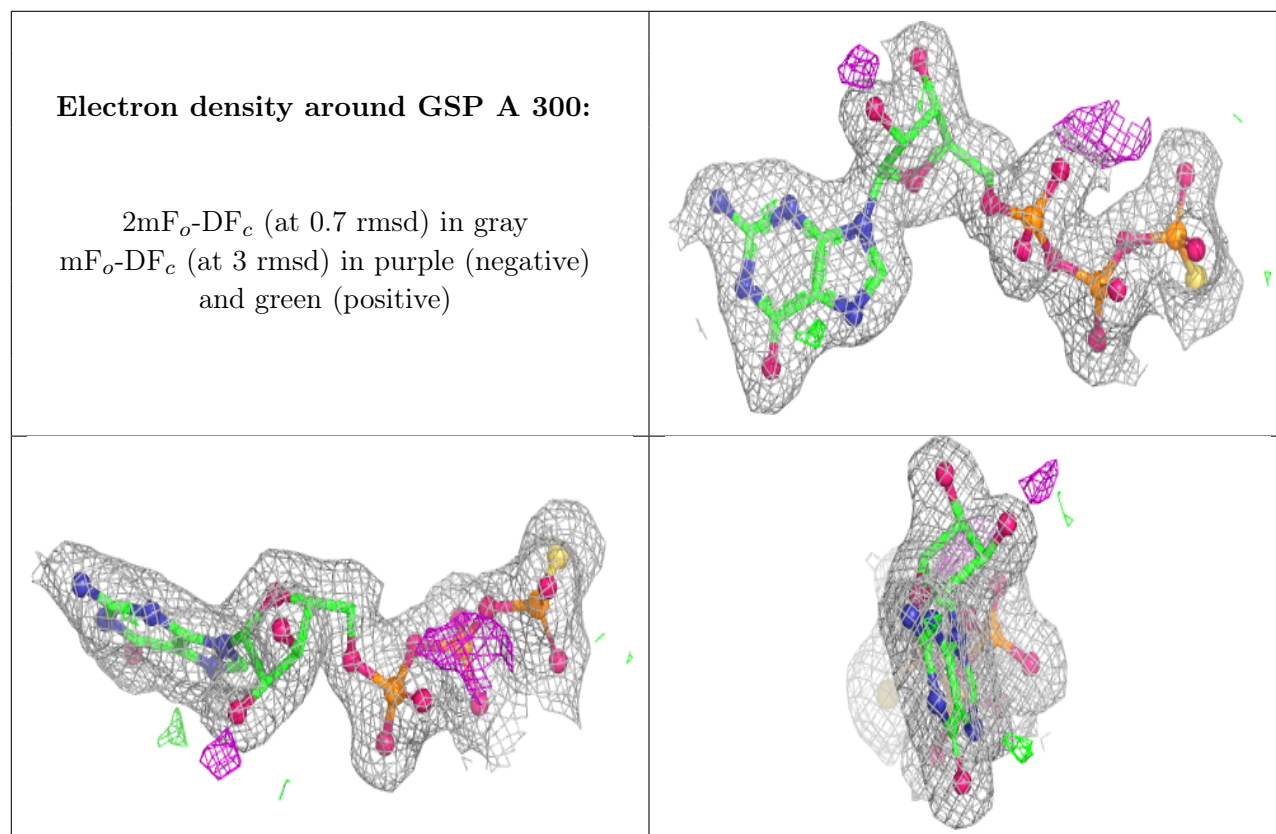 Electron density around GSP A 300:
2mFₒ-DF𝒸 (at 0.7 rmsd) in gray
mFₒ-DF𝒸 (at 3 rmsd) in purple (negative)
and green (positive)